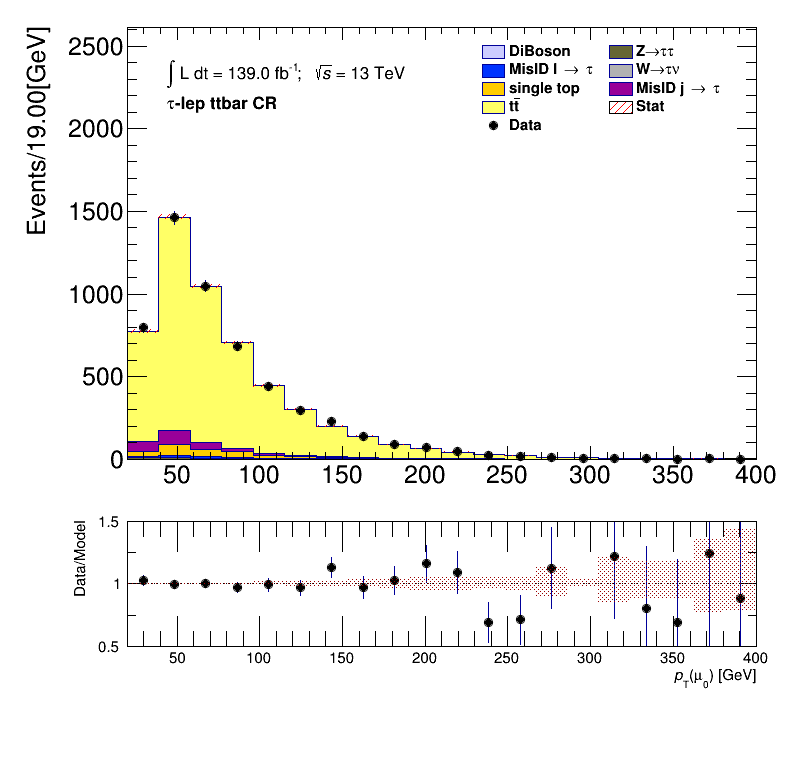 Events/19.00[GeV]
2500
2000
1500
1000
500
0
∫ L dt = 139.0 fb⁻¹; √s = 13 TeV
τ-lep ttbar CR
DiBoson
MisID l → τ
single top
tt̄
Data
Z→ττ
W→τν
MisID j → τ
Stat
50 100 150 200 250 300 350 400
Data/Model
1.5
1
0.5
50 100 150 200 250 300 350 400
p_T(μ₀) [GeV]